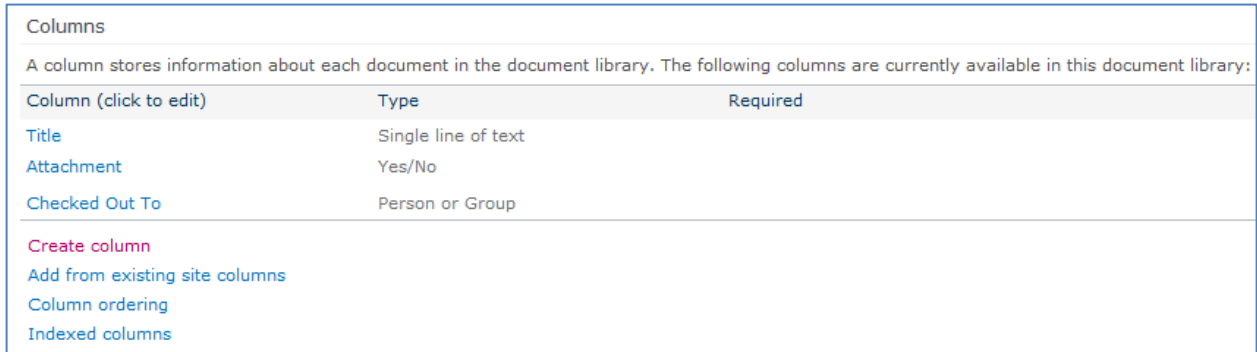 Columns
A column stores information about each document in the document library. The following columns are currently available in this document library:
Column (click to edit) Type Required
Title Single line of text
Attachment Yes/No
Checked Out To Person or Group
Create column
Add from existing site columns
Column ordering
Indexed columns